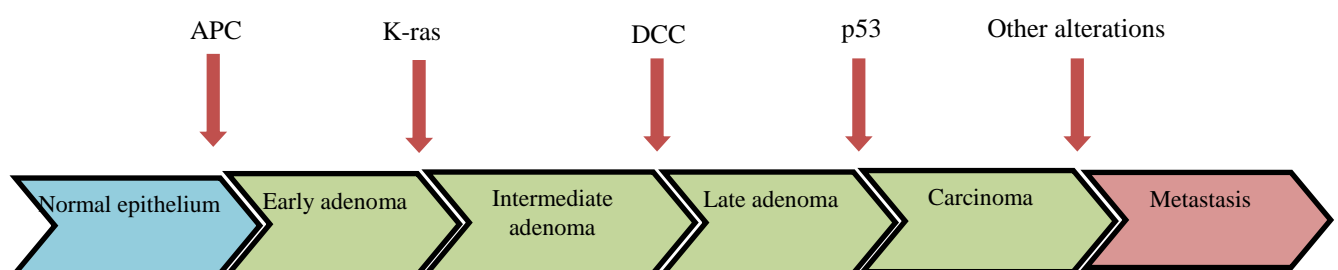 APC
K-ras
DCC
p53
Other alterations
Normal epithelium
Early adenoma
Intermediate
adenoma
Late adenoma
Carcinoma
Metastasis